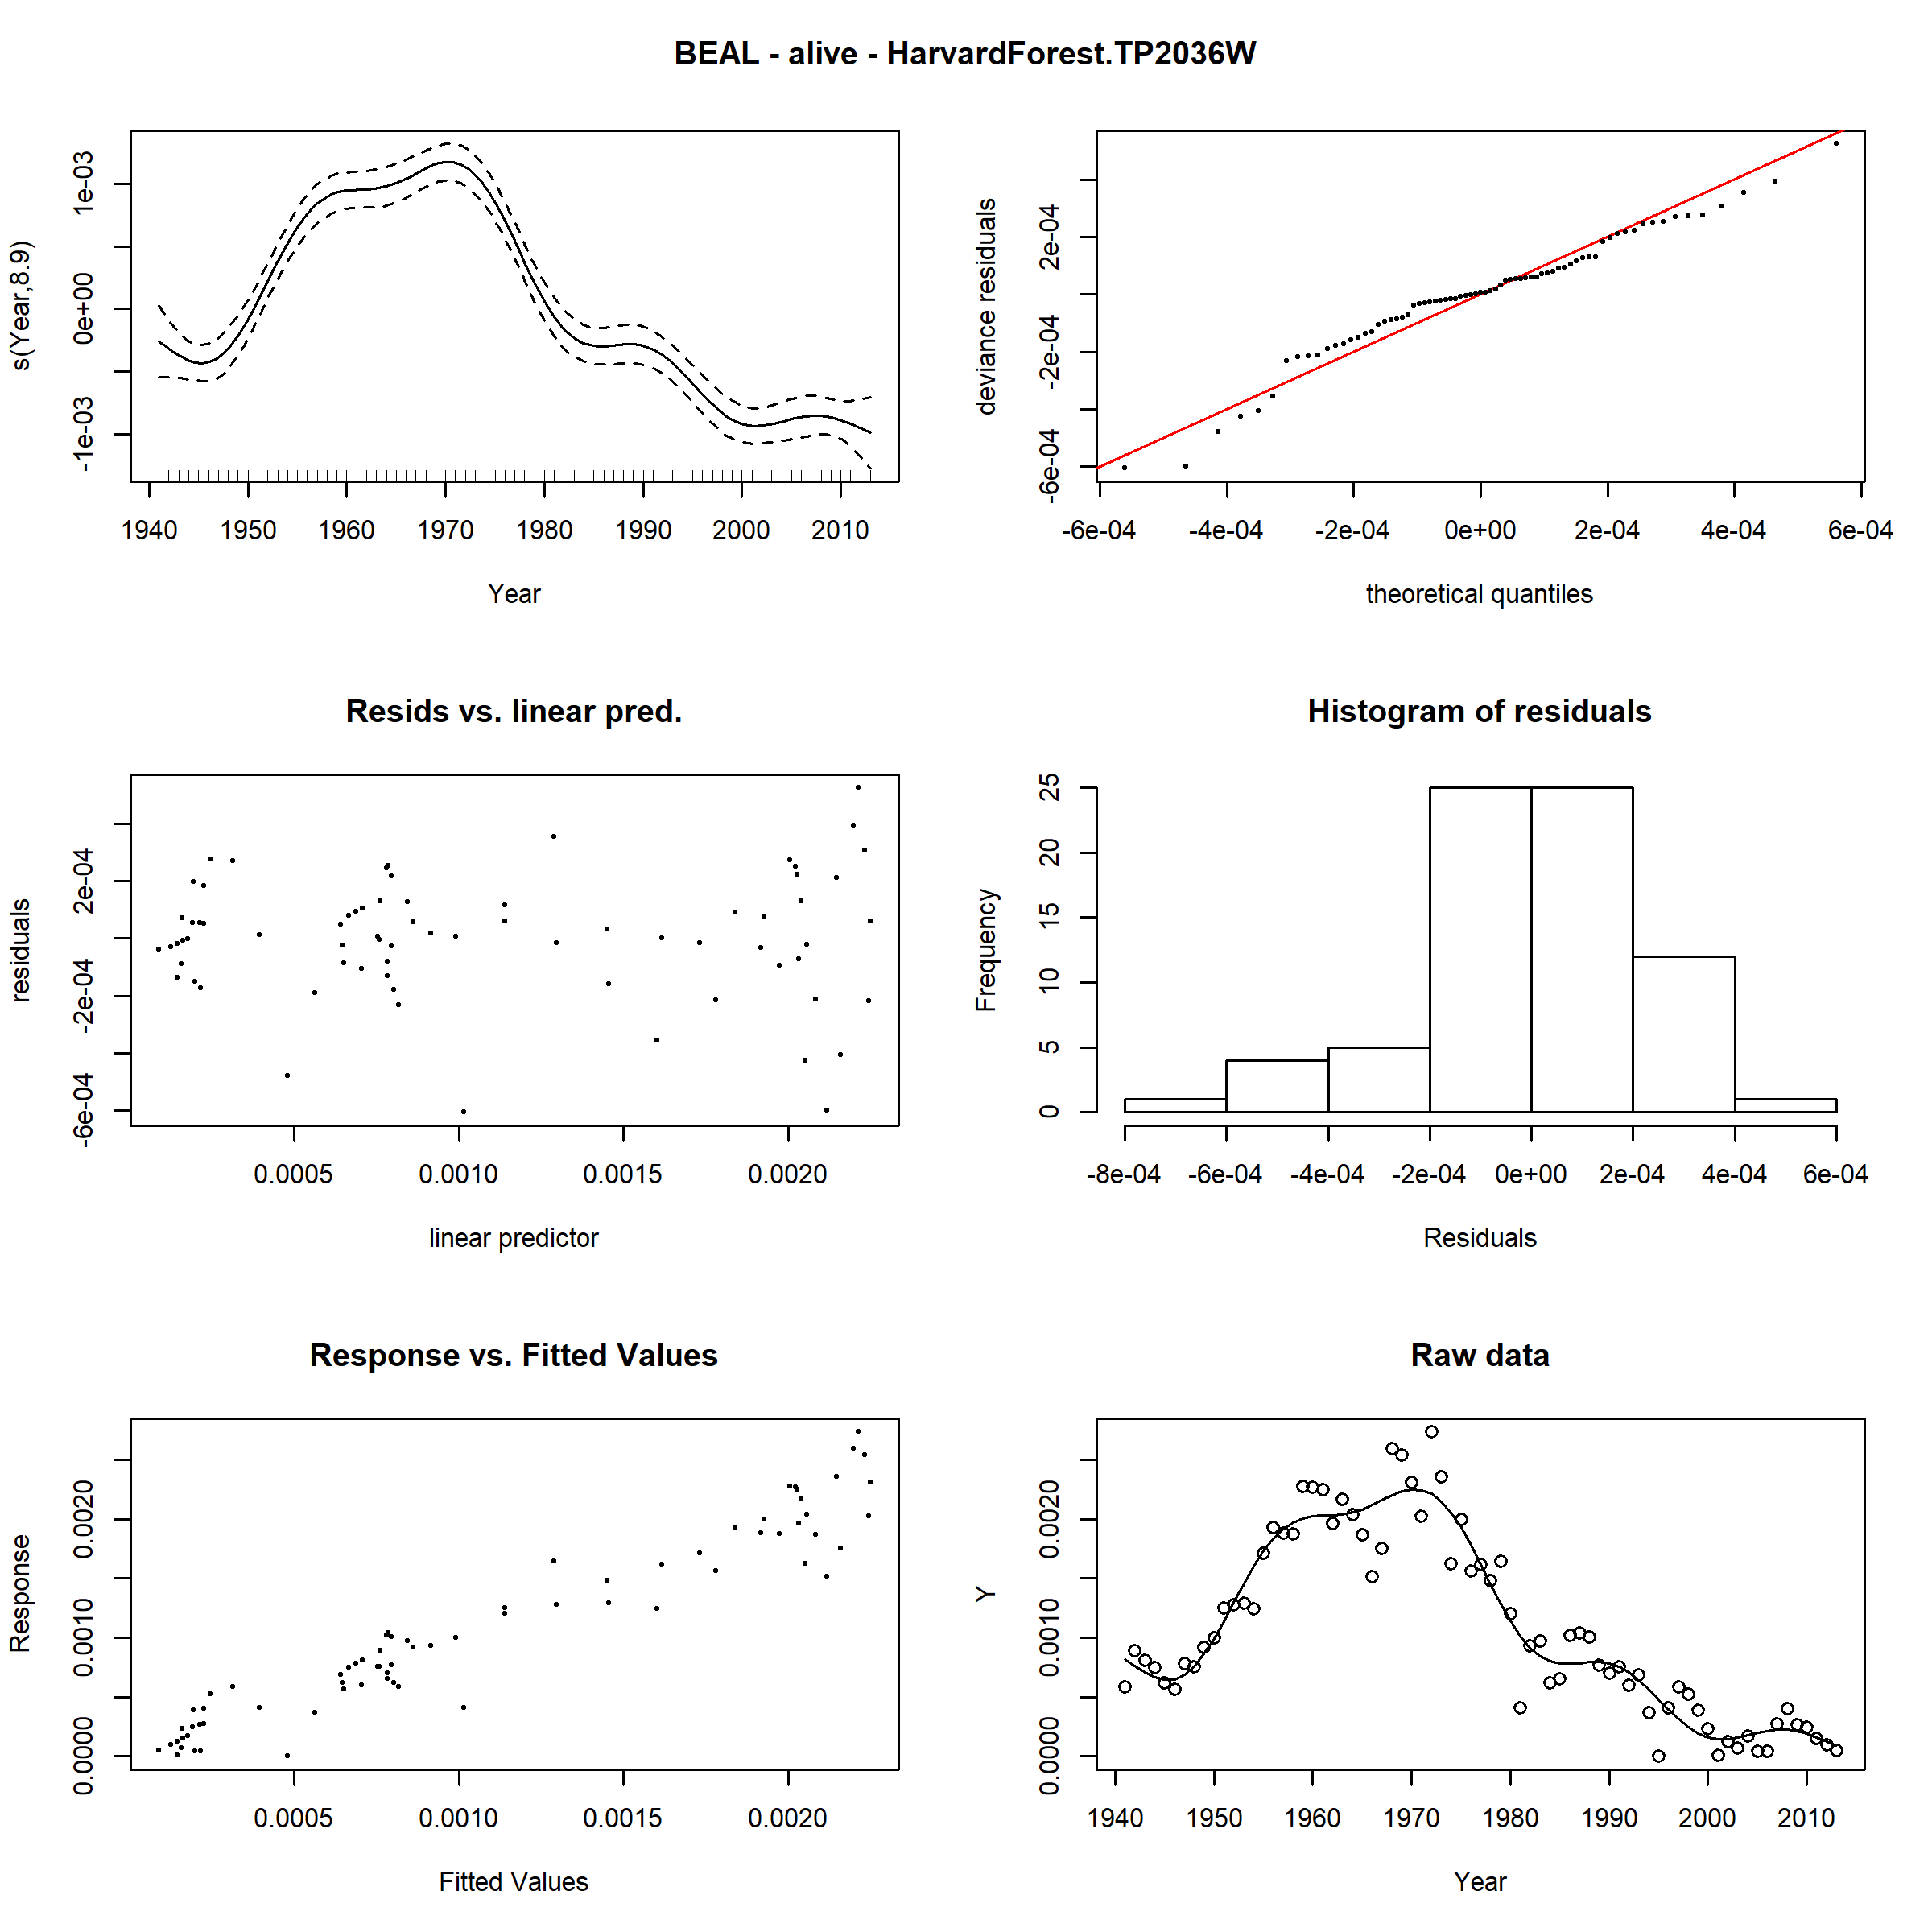 BEAL - alive - HarvardForest.TP2036W
s(Year,8.9)
-1e-03 0e+00 1e-03
1940 1950 1960 1970 1980 1990 2000 2010
Year
deviance residuals
-6e-04 -2e-04 2e-04
-6e-04 -4e-04 -2e-04 0e+00 2e-04 4e-04 6e-04
theoretical quantiles
Resids vs. linear pred.
residuals
-6e-04 -2e-04 2e-04
0.0005 0.0010 0.0015 0.0020
linear predictor
Histogram of residuals
Frequency
0 5 10 15 20 25
-8e-04 -6e-04 -4e-04 -2e-04 0e+00 2e-04 4e-04 6e-04
Residuals
Response vs. Fitted Values
Response
0.0000 0.0010 0.0020
0.0005 0.0010 0.0015 0.0020
Fitted Values
Raw data
Y
0.0000 0.0010 0.0020
1940 1950 1960 1970 1980 1990 2000 2010
Year